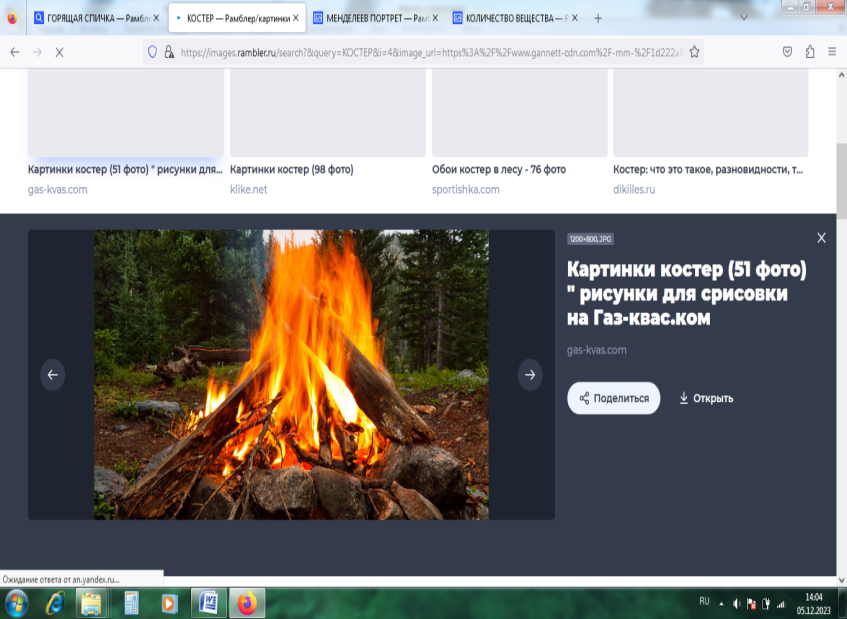 ГОРЯЩАЯ СПИЧКА — Рамбле
КОСТЕР — Рамблер/картинки
МЕНДЕЛЕЕВ ПОРТРЕТ — Рам
КОЛИЧЕСТВО ВЕЩЕСТВА — Р
https://images.rambler.ru/search?&query=КОСТЕР&i=4&image_url=https%3A%2F%2Fwww.gannett-cdn.com%2F-mm-%2F1d222a
Картинки костер (51 фото) " рисунки для...
gas-kvas.com
Картинки костер (98 фото)
klike.net
Обои костер в лесу - 76 фото
sportishka.com
Костер: что это такое, разновидности, т...
dikiiles.ru
1200×800, JPG
Картинки костер (51 фото)
" рисунки для срисовки
на Газ-квас.ком
gas-kvas.com
Поделиться
Открыть
Ожидание ответа от an.yandex.ru...
RU
14:04
05.12.2023